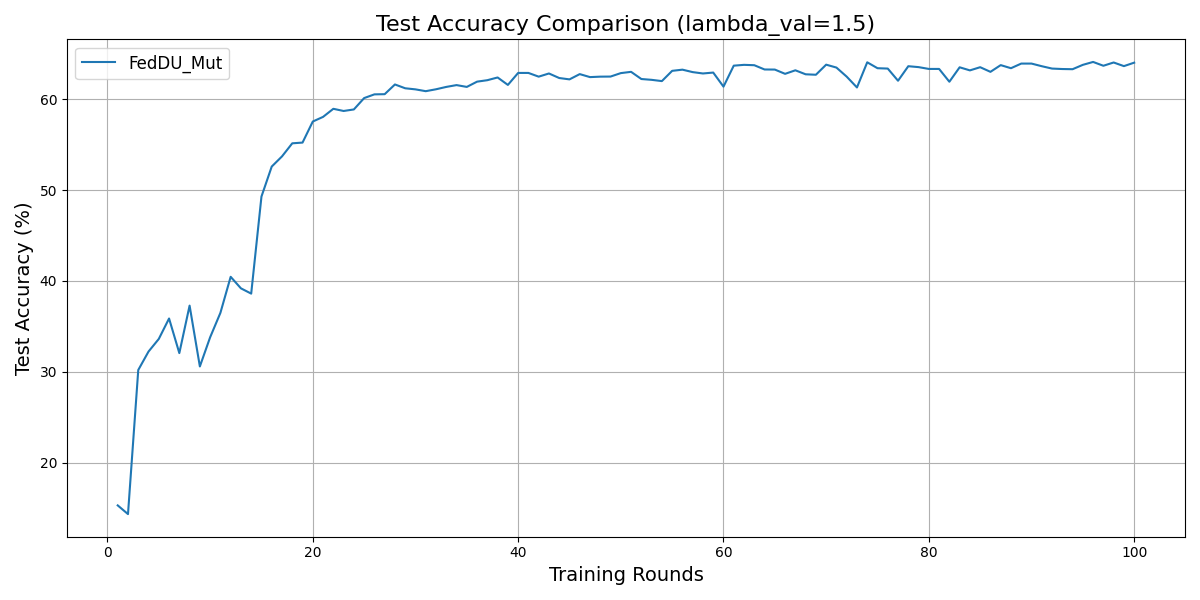 Test Accuracy Comparison (lambda_val=1.5)
FedDU_Mut
Test Accuracy (%)
60
50
40
30
20
0 20 40 60 80 100
Training Rounds